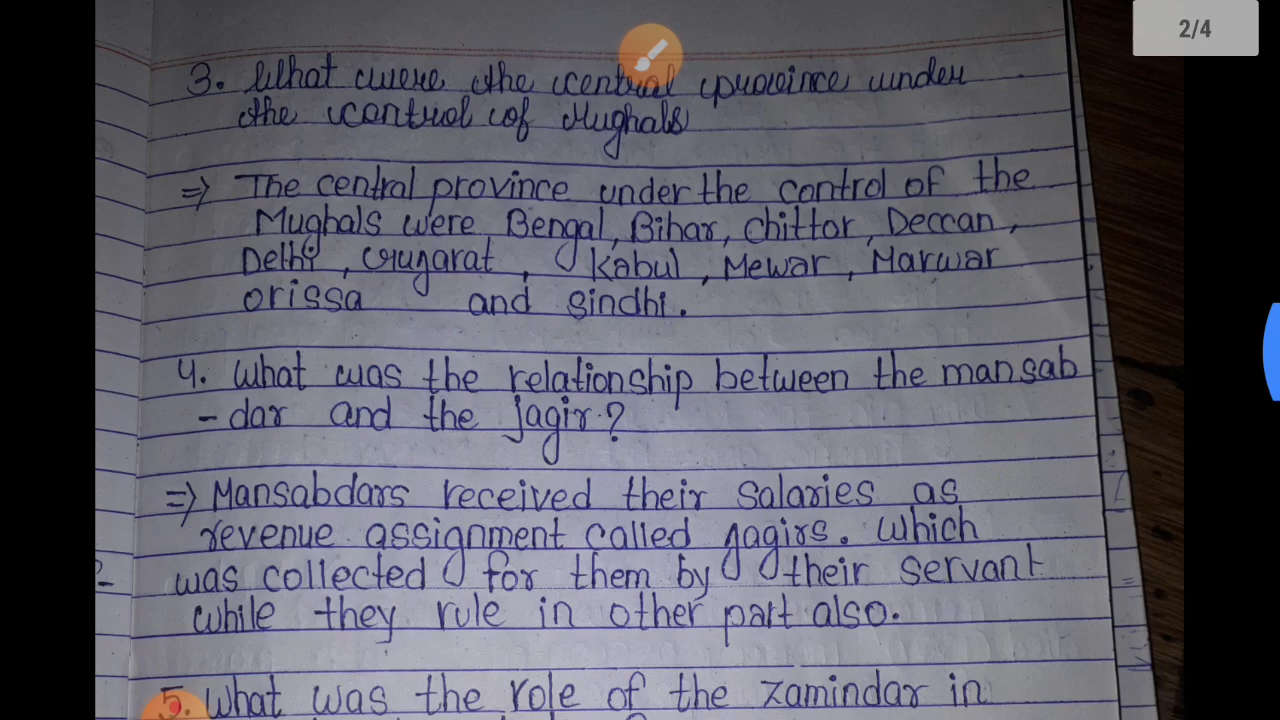 2/4
3. What were the central province under
the control of Mughals
=> The central province under the control of the
Mughals were Bengal, Bihar, Chittor, Deccan,
Delhi, Gujarat, Kabul, Mewar, Marwar
orissa and sindhi.
4. What was the relationship between the mansab
- dar and the jagir?
=> Mansabdars received their salaries as
revenue assignment called jagirs. which
was collected for them by their servant
while they rule in other part also.
5. What was the role of the zamindar in